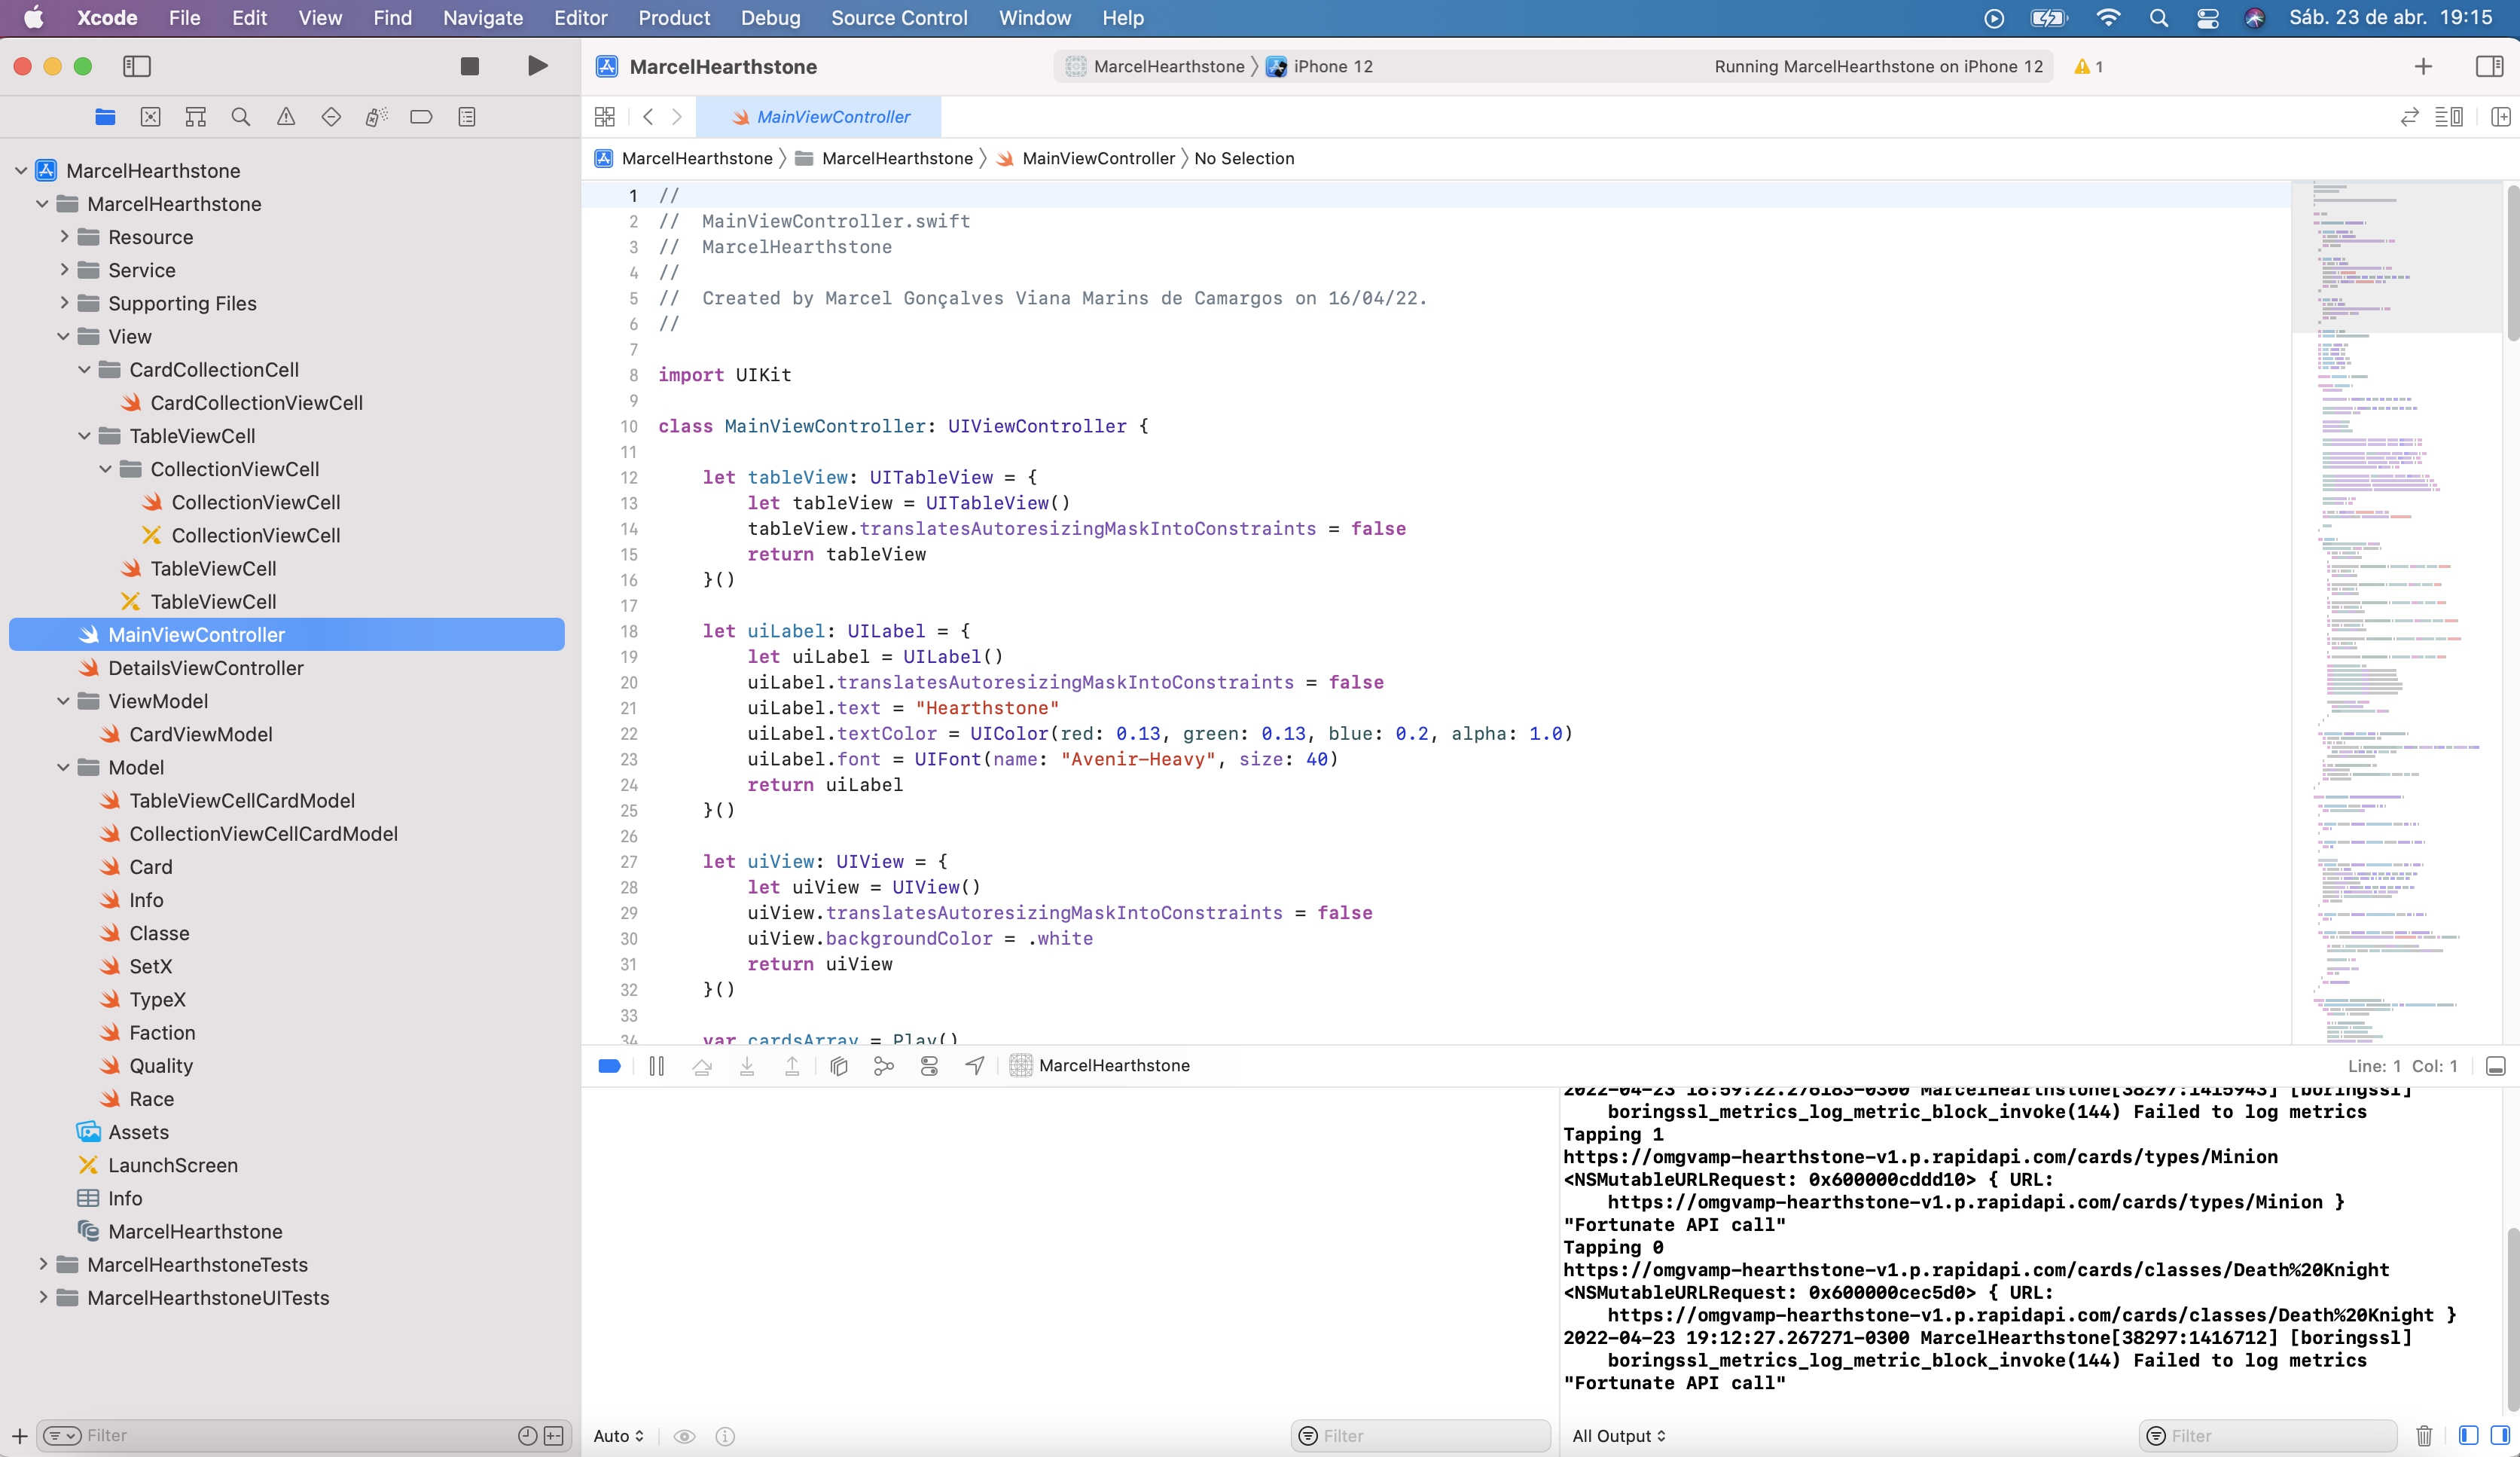 Xcode File Edit View Find Navigate Editor Product Debug Source Control Window Help Sáb. 23 de abr. 19:15
MarcelHearthstone MarcelHearthstone iPhone 12 Running MarcelHearthstone on iPhone 12 1
MainViewController
MarcelHearthstone MarcelHearthstone MainViewController No Selection
MarcelHearthstone
MarcelHearthstone
Resource
Service
Supporting Files
View
CardCollectionCell
CardCollectionViewCell
TableViewCell
CollectionViewCell
CollectionViewCell
CollectionViewCell
TableViewCell
TableViewCell
MainViewController
DetailsViewController
ViewModel
CardViewModel
Model
TableViewCellCardModel
CollectionViewCellCardModel
Card
Info
Classe
SetX
TypeX
Faction
Quality
Race
Assets
LaunchScreen
Info
MarcelHearthstone
MarcelHearthstoneTests
MarcelHearthstoneUITests
Filter
1 //
2 //  MainViewController.swift
3 //  MarcelHearthstone
4 //
5 //  Created by Marcel Gonçalves Viana Marins de Camargos on 16/04/22.
6 //
7
8 import UIKit
9
10 class MainViewController: UIViewController {
11
12     let tableView: UITableView = {
13         let tableView = UITableView()
14         tableView.translatesAutoresizingMaskIntoConstraints = false
15         return tableView
16     }()
17
18     let uiLabel: UILabel = {
19         let uiLabel = UILabel()
20         uiLabel.translatesAutoresizingMaskIntoConstraints = false
21         uiLabel.text = "Hearthstone"
22         uiLabel.textColor = UIColor(red: 0.13, green: 0.13, blue: 0.2, alpha: 1.0)
23         uiLabel.font = UIFont(name: "Avenir-Heavy", size: 40)
24         return uiLabel
25     }()
26
27     let uiView: UIView = {
28         let uiView = UIView()
29         uiView.translatesAutoresizingMaskIntoConstraints = false
30         uiView.backgroundColor = .white
31         return uiView
32     }()
33
34     var cardsArray = Play()
MarcelHearthstone Line: 1 Col: 1
2022-04-23 18:59:22.276183-0300 MarcelHearthstone[38297:1415943] [boringssl]
boringssl_metrics_log_metric_block_invoke(144) Failed to log metrics
Tapping 1
https://omgvamp-hearthstone-v1.p.rapidapi.com/cards/types/Minion
<NSMutableURLRequest: 0x600000cddd10> { URL:
https://omgvamp-hearthstone-v1.p.rapidapi.com/cards/types/Minion }
"Fortunate API call"
Tapping 0
https://omgvamp-hearthstone-v1.p.rapidapi.com/cards/classes/Death%20Knight
<NSMutableURLRequest: 0x600000cec5d0> { URL:
https://omgvamp-hearthstone-v1.p.rapidapi.com/cards/classes/Death%20Knight }
2022-04-23 19:12:27.267271-0300 MarcelHearthstone[38297:1416712] [boringssl]
boringssl_metrics_log_metric_block_invoke(144) Failed to log metrics
"Fortunate API call"
Auto Filter All Output Filter